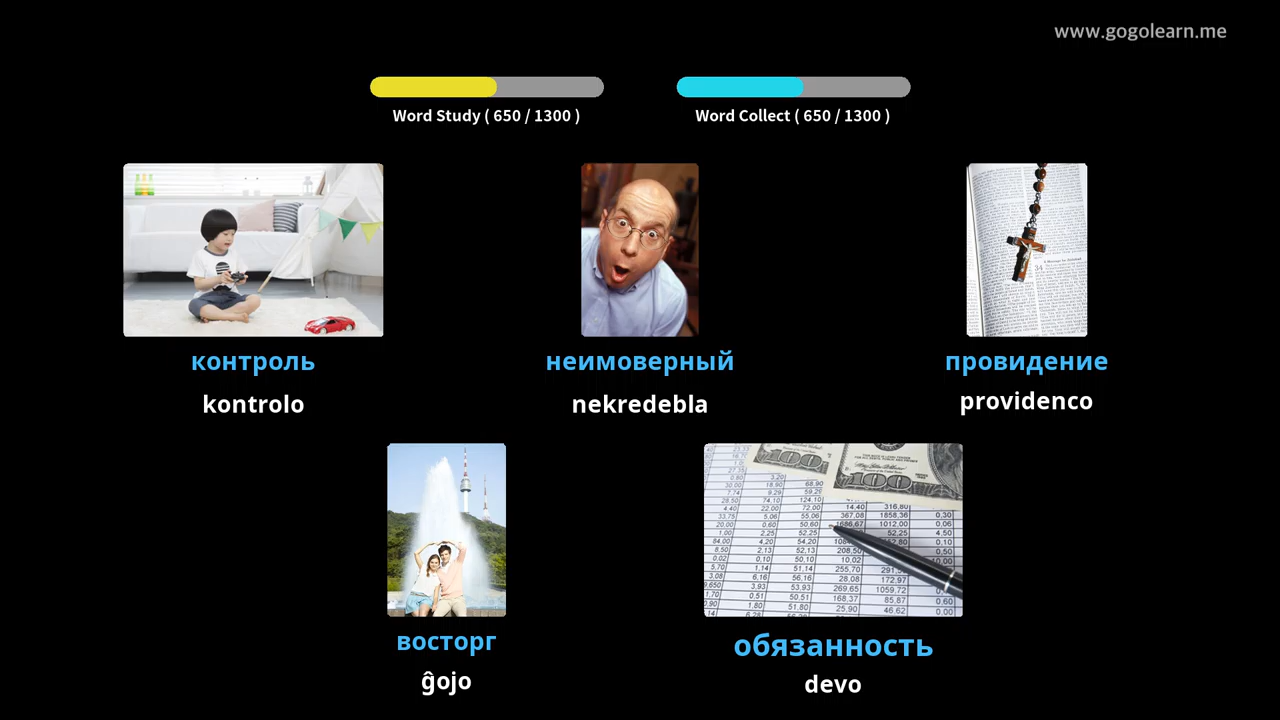 www.gogolearn.me
Word Study ( 650 / 1300 )
Word Collect ( 650 / 1300 )
контроль
kontrolo
неимоверный
nekredebla
провидение
providenco
восторг
ĝojo
обязанность
devo